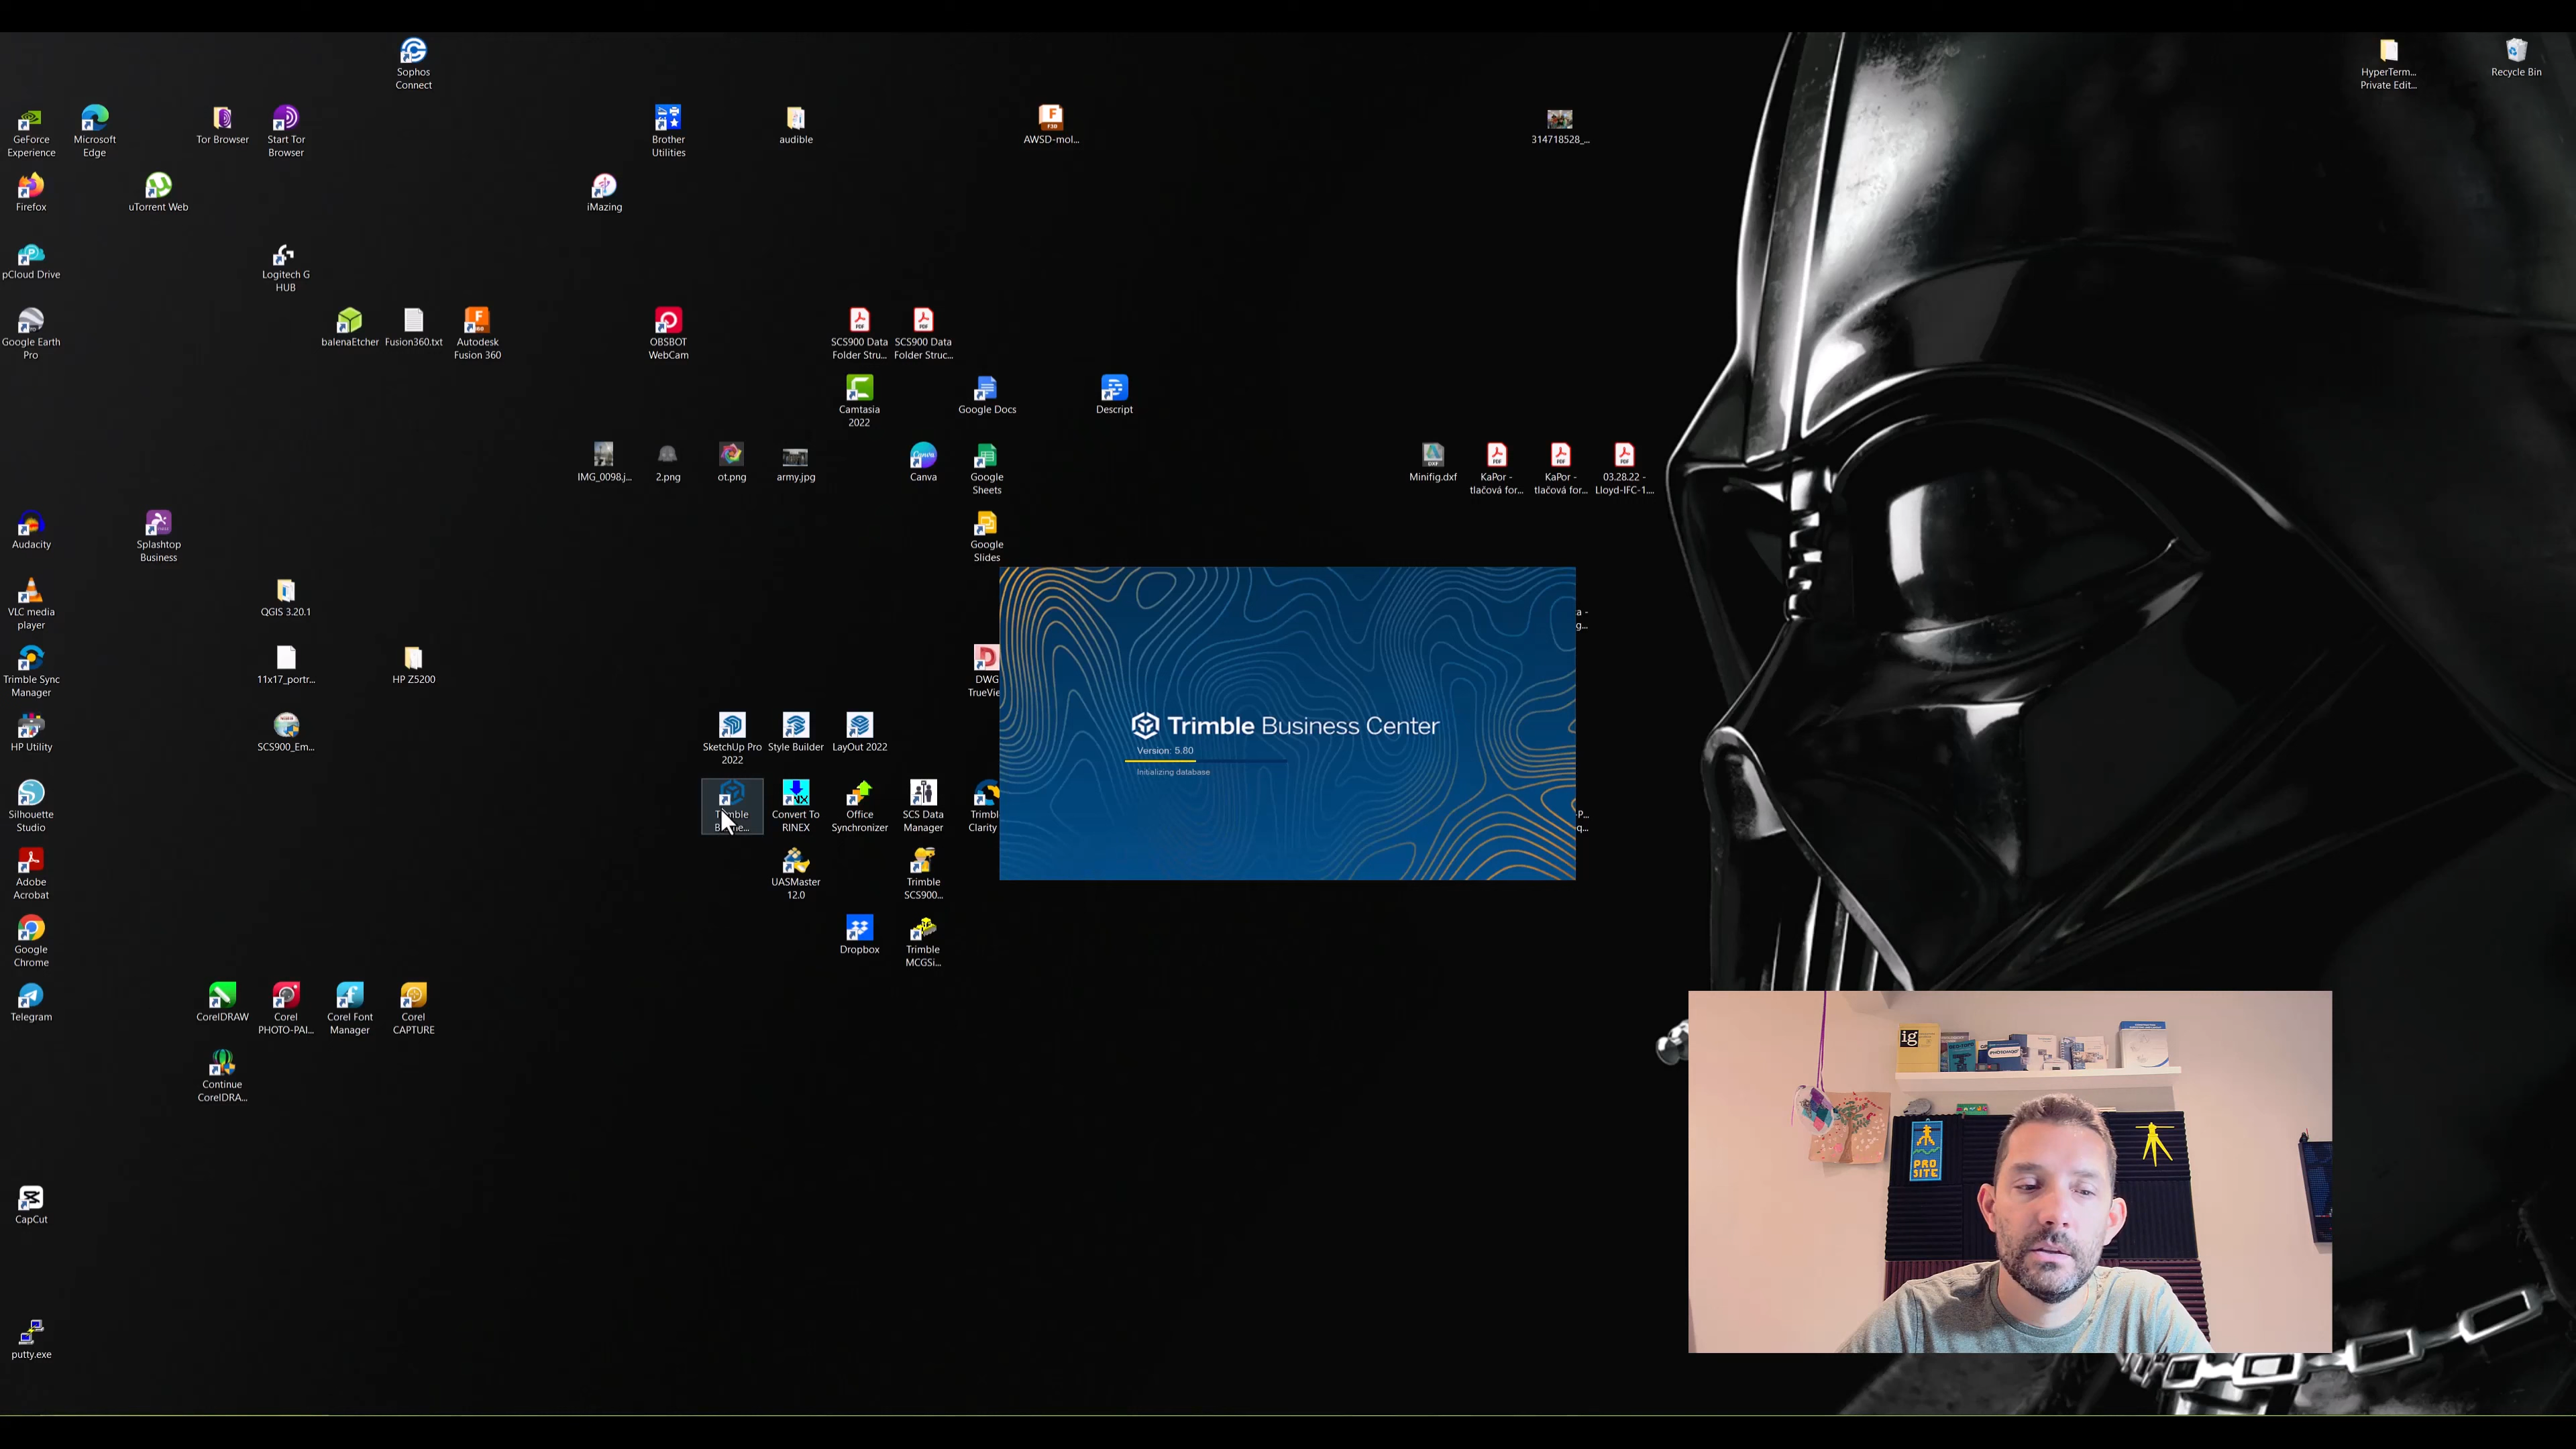 Sophos
Connect
HyperTerm...
Private Edit...
Recycle Bin
GeForce
Experience
Microsoft
Edge
Tor Browser
Start Tor
Browser
Brother
Utilities
audible
AWSD-mol...
314718528_...
Firefox
uTorrent Web
iMazing
pCloud Drive
Logitech G
HUB
Google Earth
Pro
balenaEtcher
Fusion360.txt
Autodesk
Fusion 360
OBSBOT
WebCam
SCS900 Data
Folder Stru...
SCS900 Data
Folder Struc...
Camtasia
2022
Google Docs
Descript
IMG_0098.j...
2.png
ot.png
army.jpg
Canva
Google
Sheets
Minifig.dxf
KaPor -
tlačová for...
KaPor -
tlačová for...
03.28.22 -
Lloyd-IFC-1....
Audacity
Splashtop
Business
Google
Slides
VLC media
player
QGIS 3.20.1
a -
g...
Trimble Sync
Manager
11x17_portr...
HP Z5200
DWG
TrueVie
HP Utility
SCS900_Em...
SketchUp Pro
2022
Style Builder
LayOut 2022
Trimble Business Center
Version: 5.80
Initializing database
Silhouette
Studio
Convert To
RINEX
Office
Synchronizer
SCS Data
Manager
Trimbl
Clarity
-P...
q...
Adobe
Acrobat
UASMaster
12.0
Trimble
SCS900...
Google
Chrome
Dropbox
Trimble
MCGSi...
Telegram
CorelDRAW
Corel
PHOTO-PAI...
Corel Font
Manager
Corel
CAPTURE
Continue
CorelDRA...
ig
PRO
SITE
CapCut
putty.exe